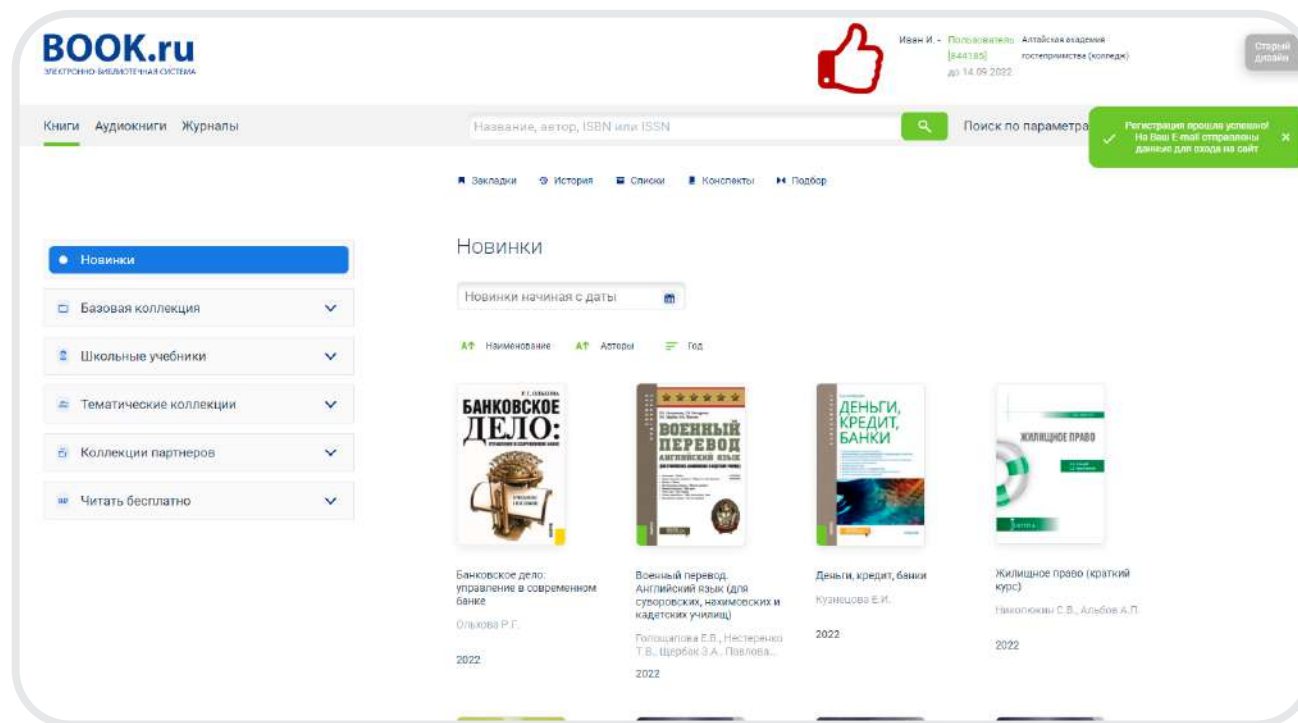 BOOK.ru
ЭЛЕКТРОННО-БИБЛИОТЕЧНАЯ СИСТЕМА
Иван И. - Пользователь
[844185]
до 14.09.2022
Алтайская академия
гостеприимства (колледж)
Старый
дизайн
Книги Аудиокниги Журналы
Название, автор, ISBN или ISSN
Поиск по параметра
Регистрация прошла успешно!
На Ваш E-mail отправлены
данные для входа на сайт
Закладки История Списки Конспекты Подбор
Новинки
Базовая коллекция
Школьные учебники
Тематические коллекции
Коллекции партнеров
Читать бесплатно
Новинки
Новинки начиная с даты
Наименование Авторы Год
Р.Г. ОЛЬХОВА
БАНКОВСКОЕ
ДЕЛО:
ВОЕННЫЙ
ПЕРЕВОД
АНГЛИЙСКИЙ ЯЗЫК
ДЕНЬГИ,
КРЕДИТ,
БАНКИ
ЖИЛИЩНОЕ ПРАВО
Банковское дело:
управление в современном
банке
Ольхова Р.Г.
2022
Военный перевод.
Английский язык (для
суворовских, нахимовских и
кадетских училищ)
Голощапова Е.В., Нестеренко
Т.В., Щербак З.А., Павлова...
2022
Деньги, кредит, банки
Кузнецова Е.И.
2022
Жилищное право (краткий
курс)
Николюкин С.В., Альбов А.П.
2022